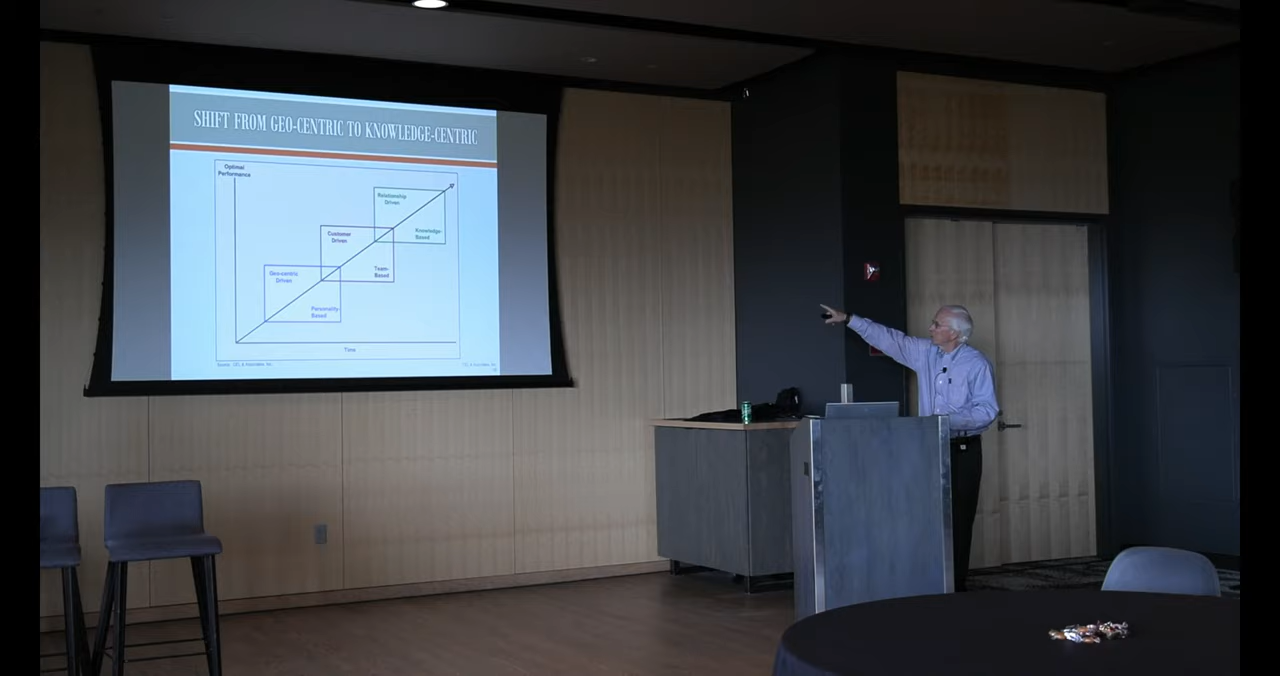 SHIFT FROM GEO-CENTRIC TO KNOWLEDGE-CENTRIC
Optimal
Performance
Relationship
Driven
Knowledge-
Based
Customer
Driven
Team-
Based
Geo-centric
Driven
Personality-
Based
Time